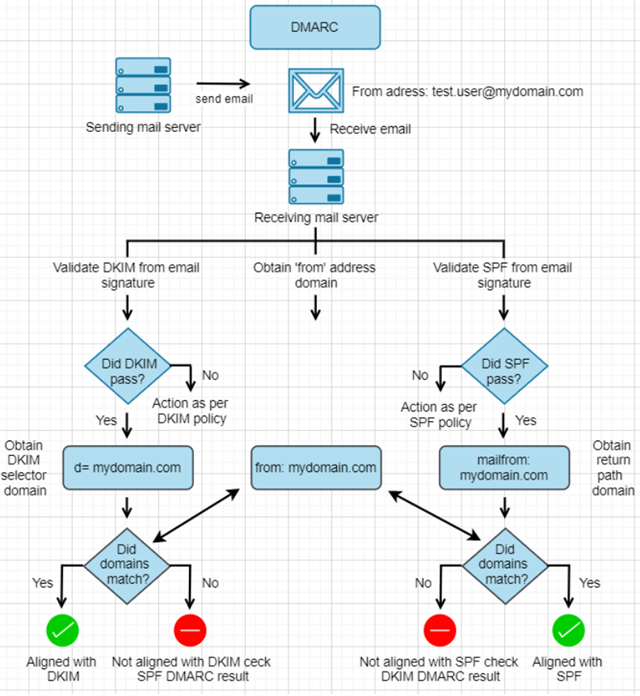 DMARC
send email
Sending mail server
From adress: test.user@mydomain.com
Receive email
Receiving mail server
Validate DKIM from email
signature
Obtain 'from' address
domain
Validate SPF from email
signature
Did DKIM
pass?
No
Action as per
DKIM policy
Yes
Did SPF
pass?
No
Action as per
SPF policy
Yes
Obtain
DKIM
selector
domain
d= mydomain.com
from: mydomain.com
mailfrom:
mydomain.com
Obtain
return
path
domain
Did
domains
match?
Yes
No
Did
domains
match?
No
Yes
Aligned with
DKIM
Not aligned with DKIM ceck
SPF DMARC result
Not aligned with SPF check
DKIM DMARC result
Aligned with
SPF